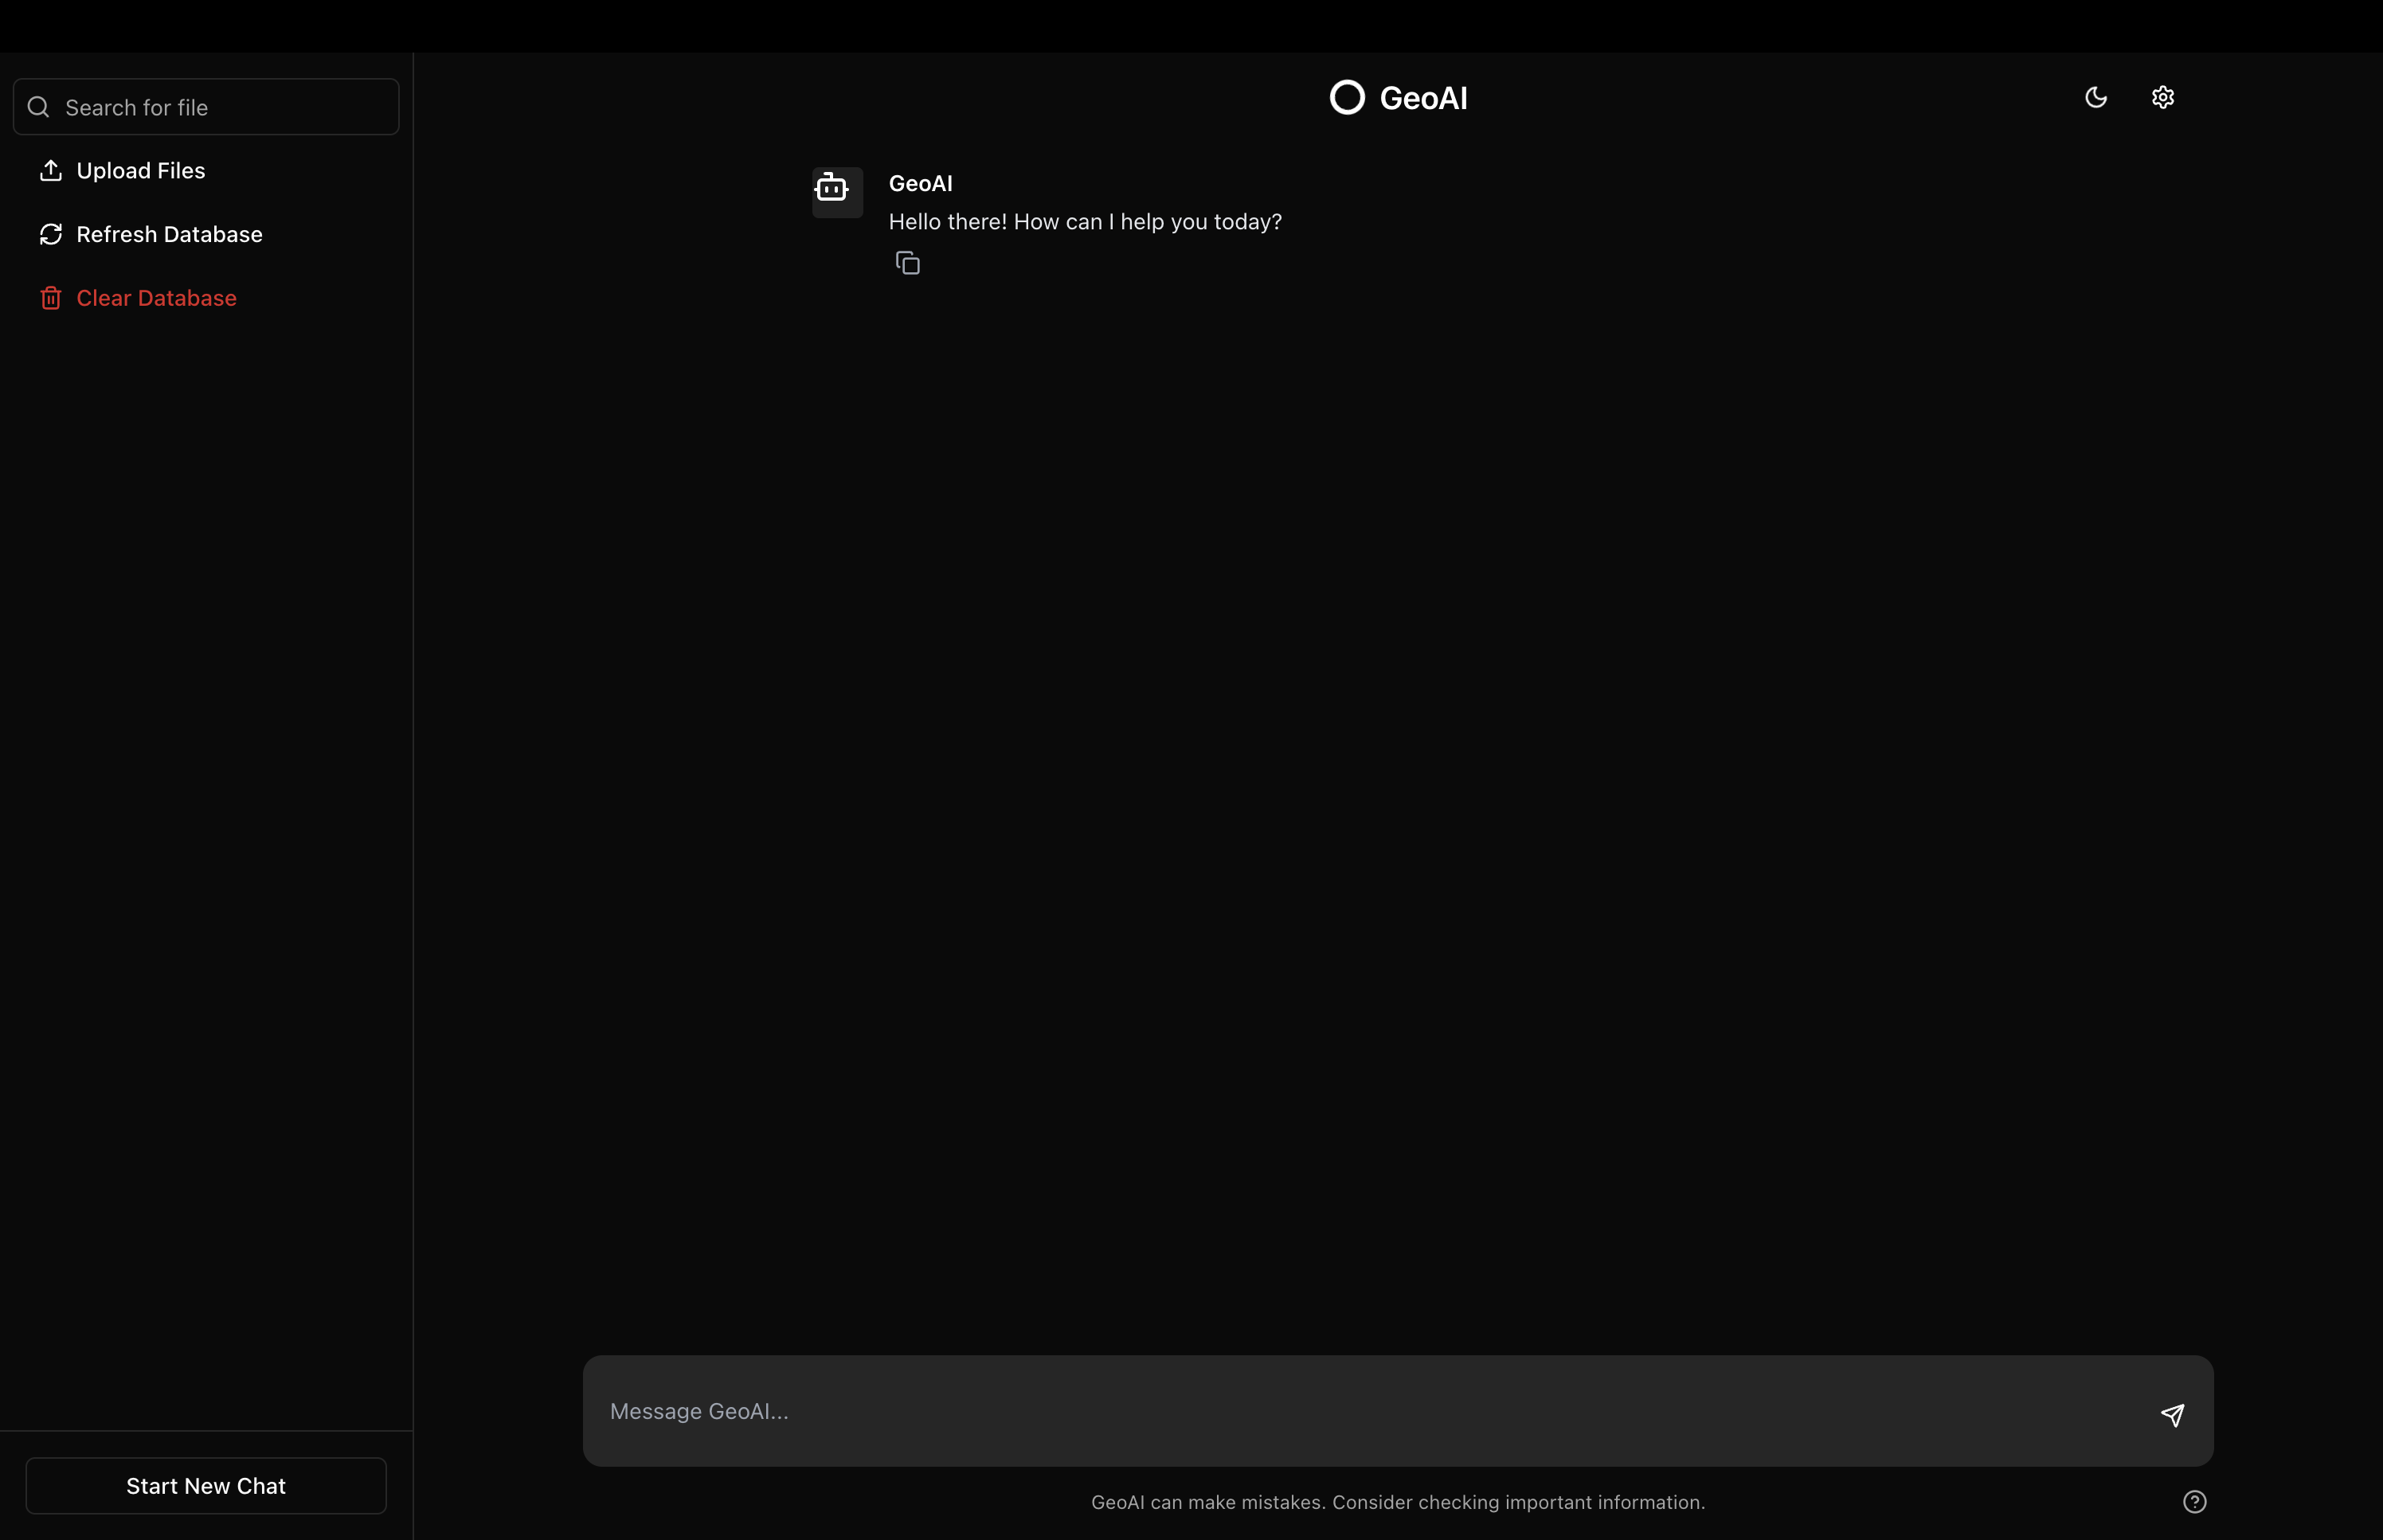 Search for file
Upload Files
Refresh Database
Clear Database
Start New Chat
GeoAI
GeoAI
Hello there! How can I help you today?
Message GeoAI...
GeoAI can make mistakes. Consider checking important information.